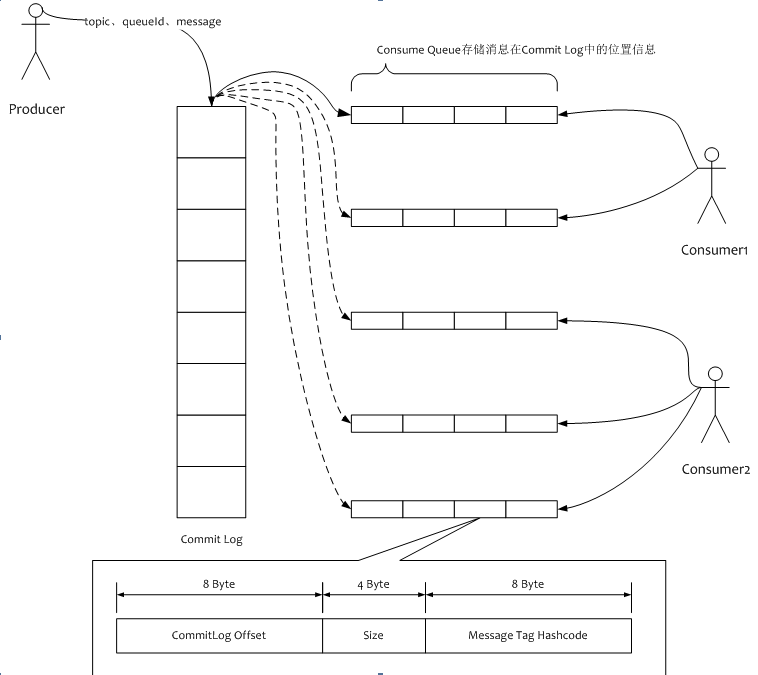 topic、queueId、message
Producer
Consume Queue存储消息在Commit Log中的位置信息
Consumer1
Consumer2
Commit Log
8 Byte
4 Byte
8 Byte
CommitLog Offset
Size
Message Tag Hashcode